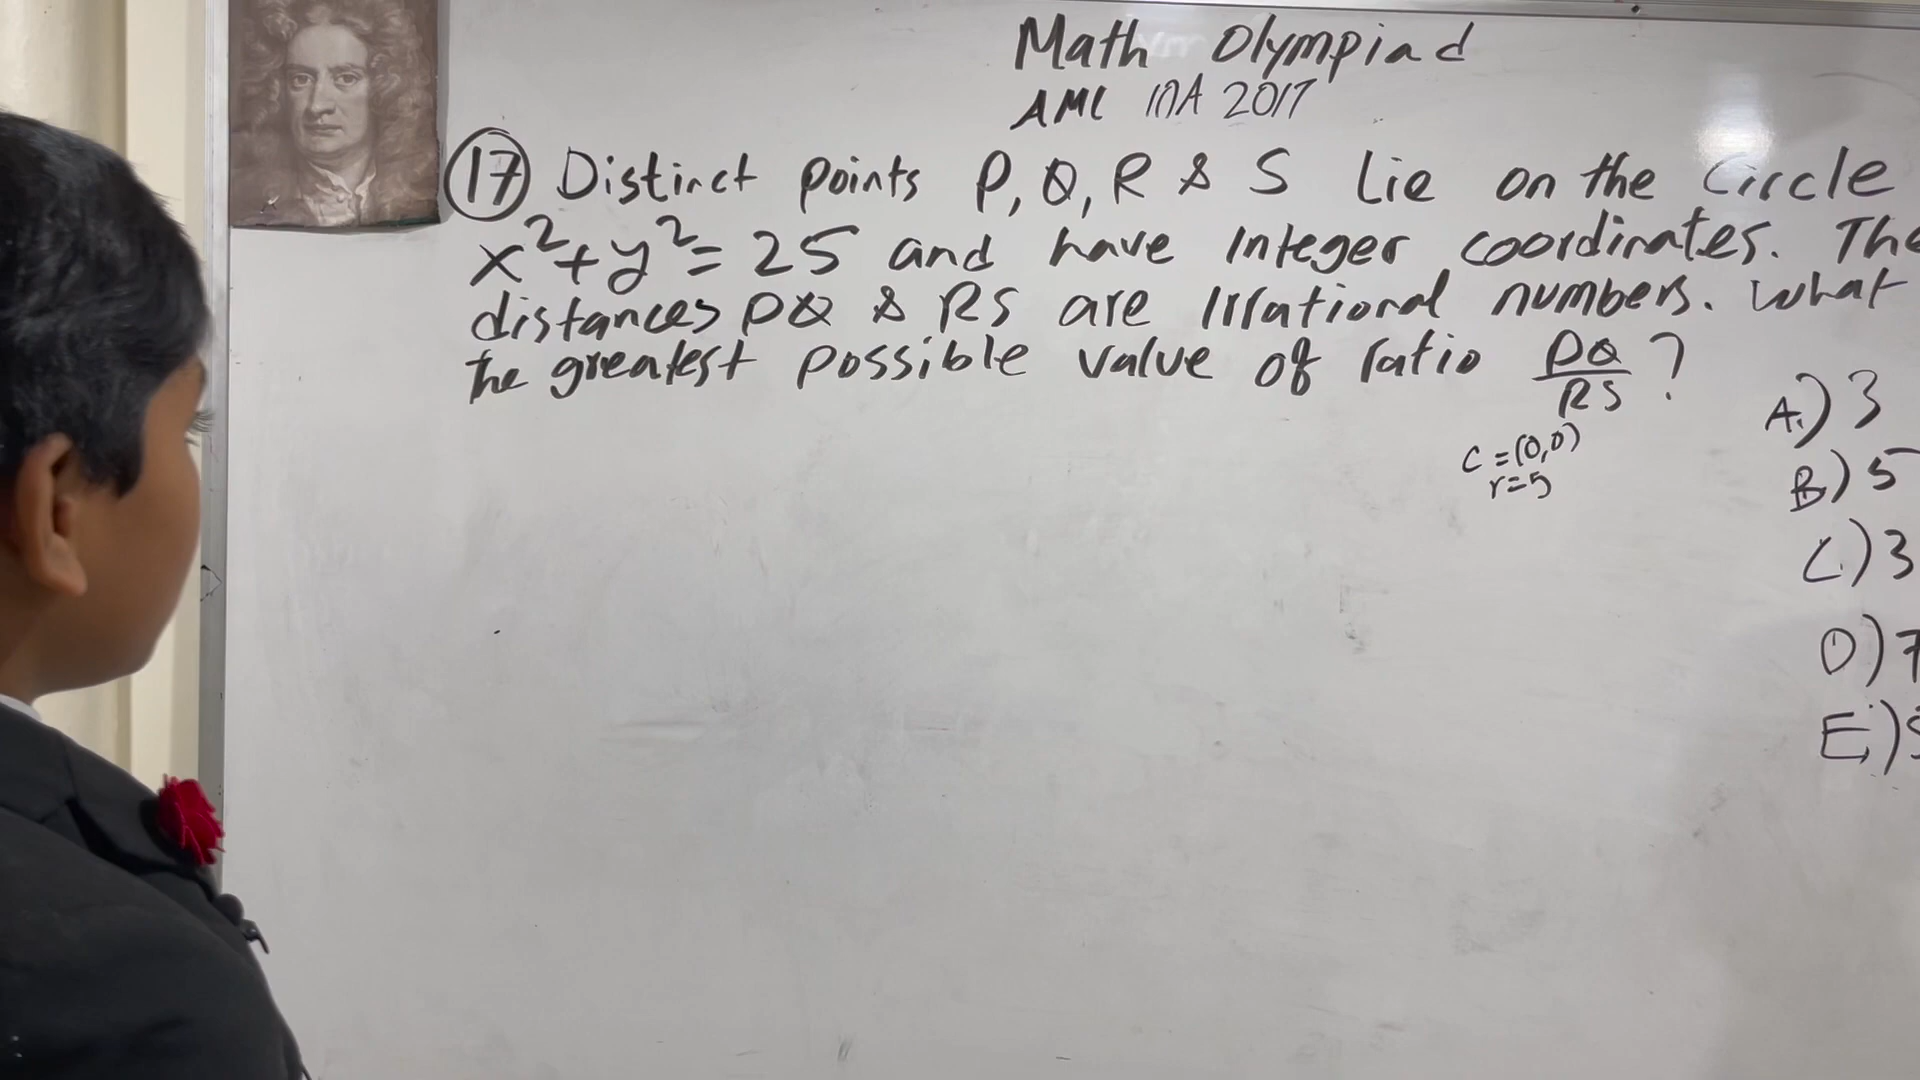 Math Olympiad
AMC 10A 2017
17 Distinct points P, Q, R & S Lie on the Circle
x²+y²=25 and have Integer coordinates. The
distances PQ & RS are Irrational numbers. What
the greatest possible value of ratio PQ/RS ?
C=(0,0)
r=5
A.) 3
B) 5
C.) 3
D) 7
E.)